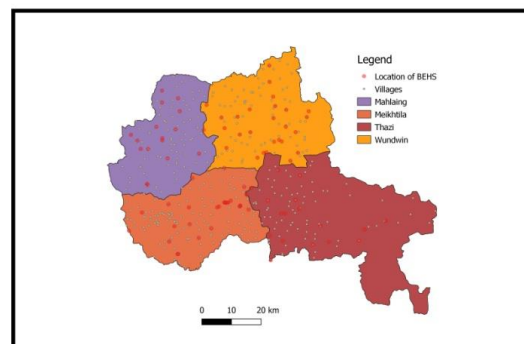 Legend
Location of BEHS
Villages
Mahlaing
Meikhtila
Thazi
Wundwin
0 10 20 km